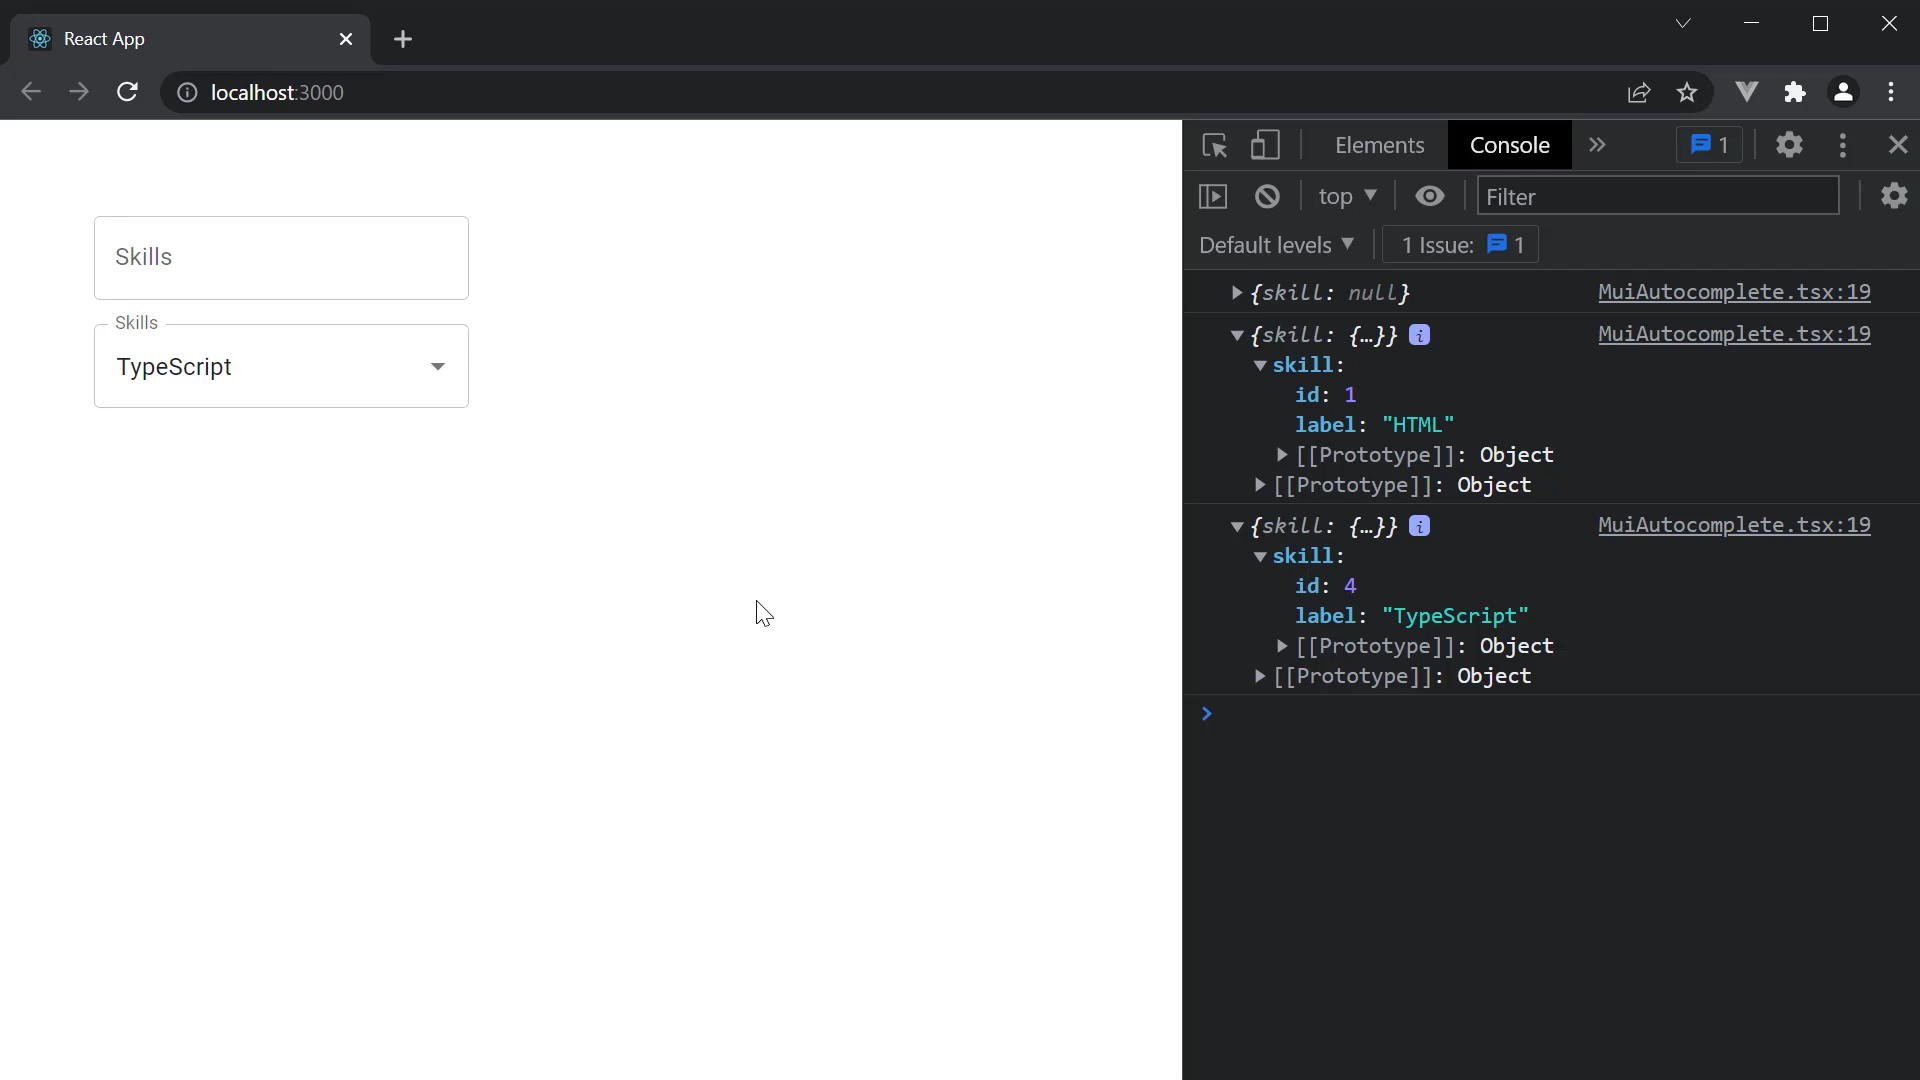 React App
localhost:3000
Skills
Skills
TypeScript
Elements
Console
1
top
Filter
Default levels
1 Issue: 1
{skill: null} MuiAutocomplete.tsx:19
{skill: {…}} i MuiAutocomplete.tsx:19
skill:
id: 1
label: "HTML"
[[Prototype]]: Object
[[Prototype]]: Object
{skill: {…}} i MuiAutocomplete.tsx:19
skill:
id: 4
label: "TypeScript"
[[Prototype]]: Object
[[Prototype]]: Object